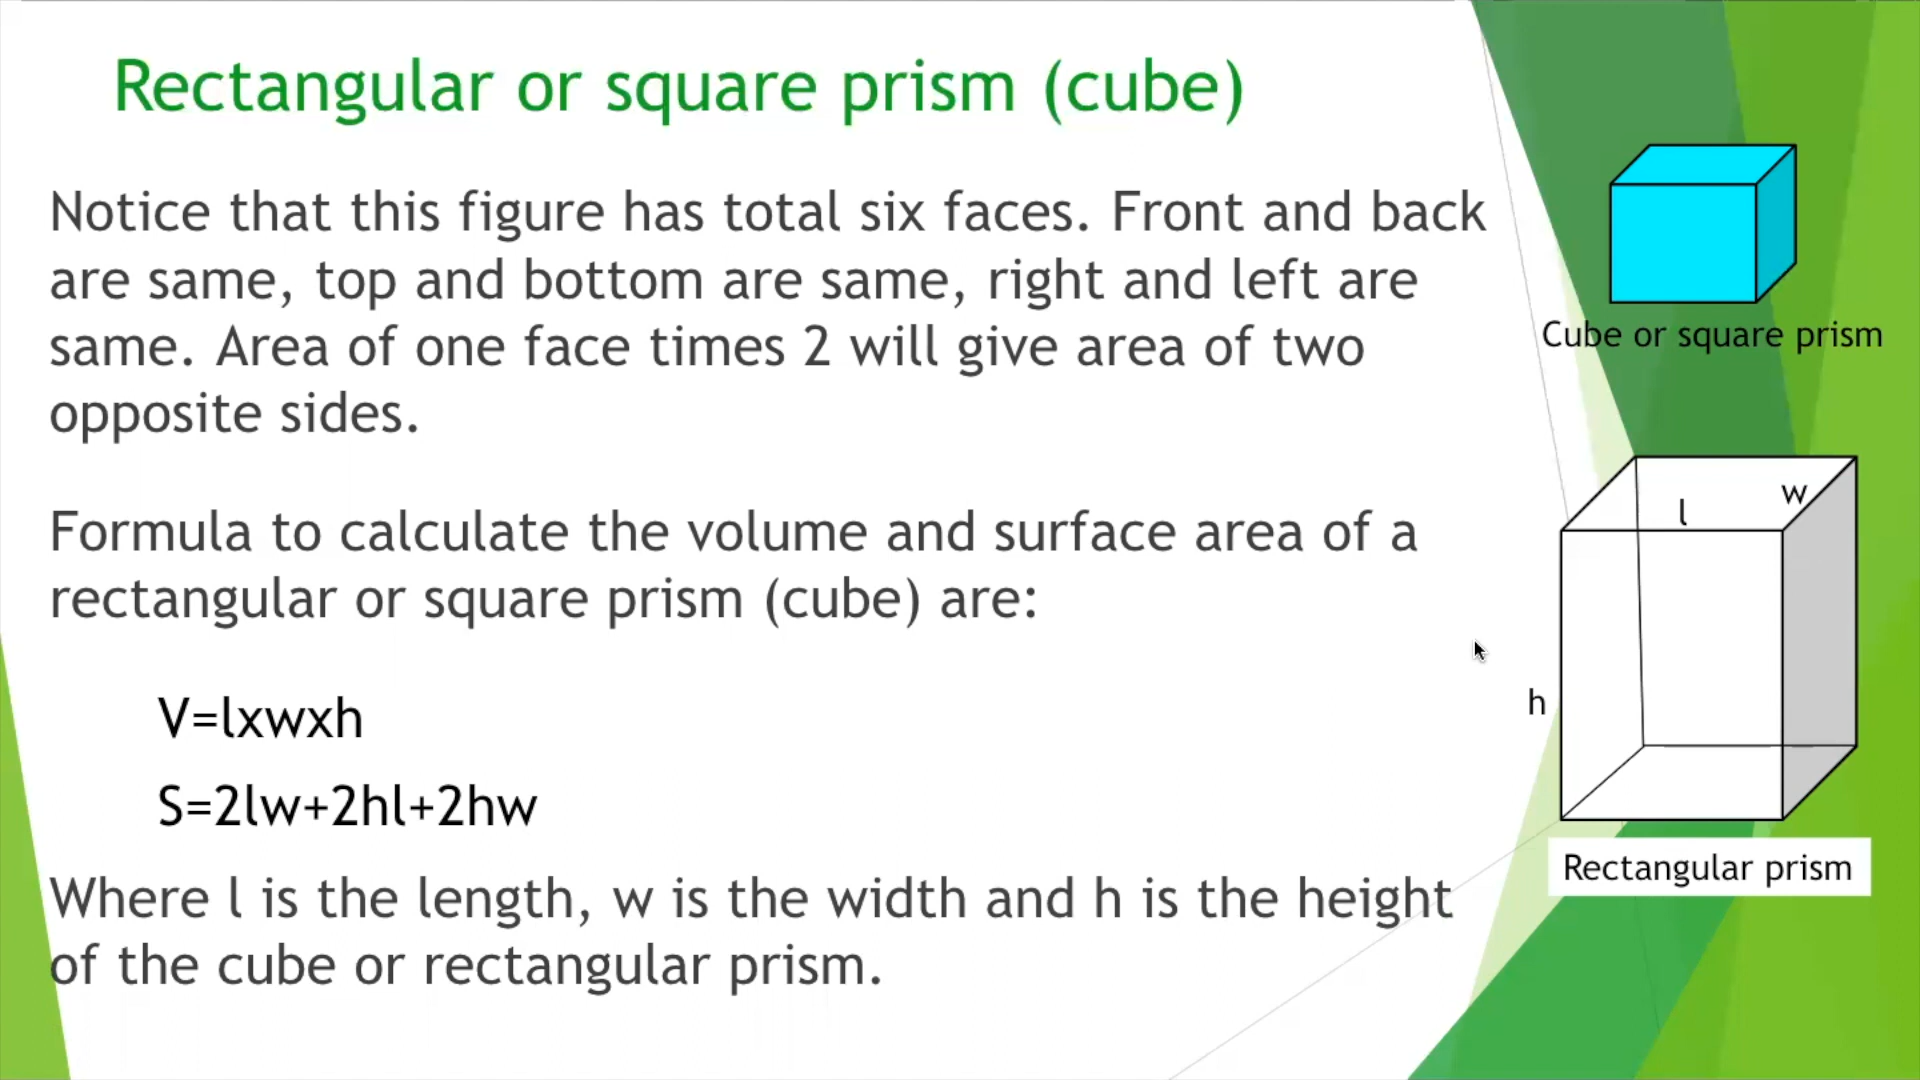 Rectangular or square prism (cube)
Notice that this figure has total six faces. Front and back
are same, top and bottom are same, right and left are
same. Area of one face times 2 will give area of two
opposite sides.
Formula to calculate the volume and surface area of a
rectangular or square prism (cube) are:
V=lxwxh
S=2lw+2hl+2hw
Where l is the length, w is the width and h is the height
of the cube or rectangular prism.
Cube or square prism
w
l
h
Rectangular prism